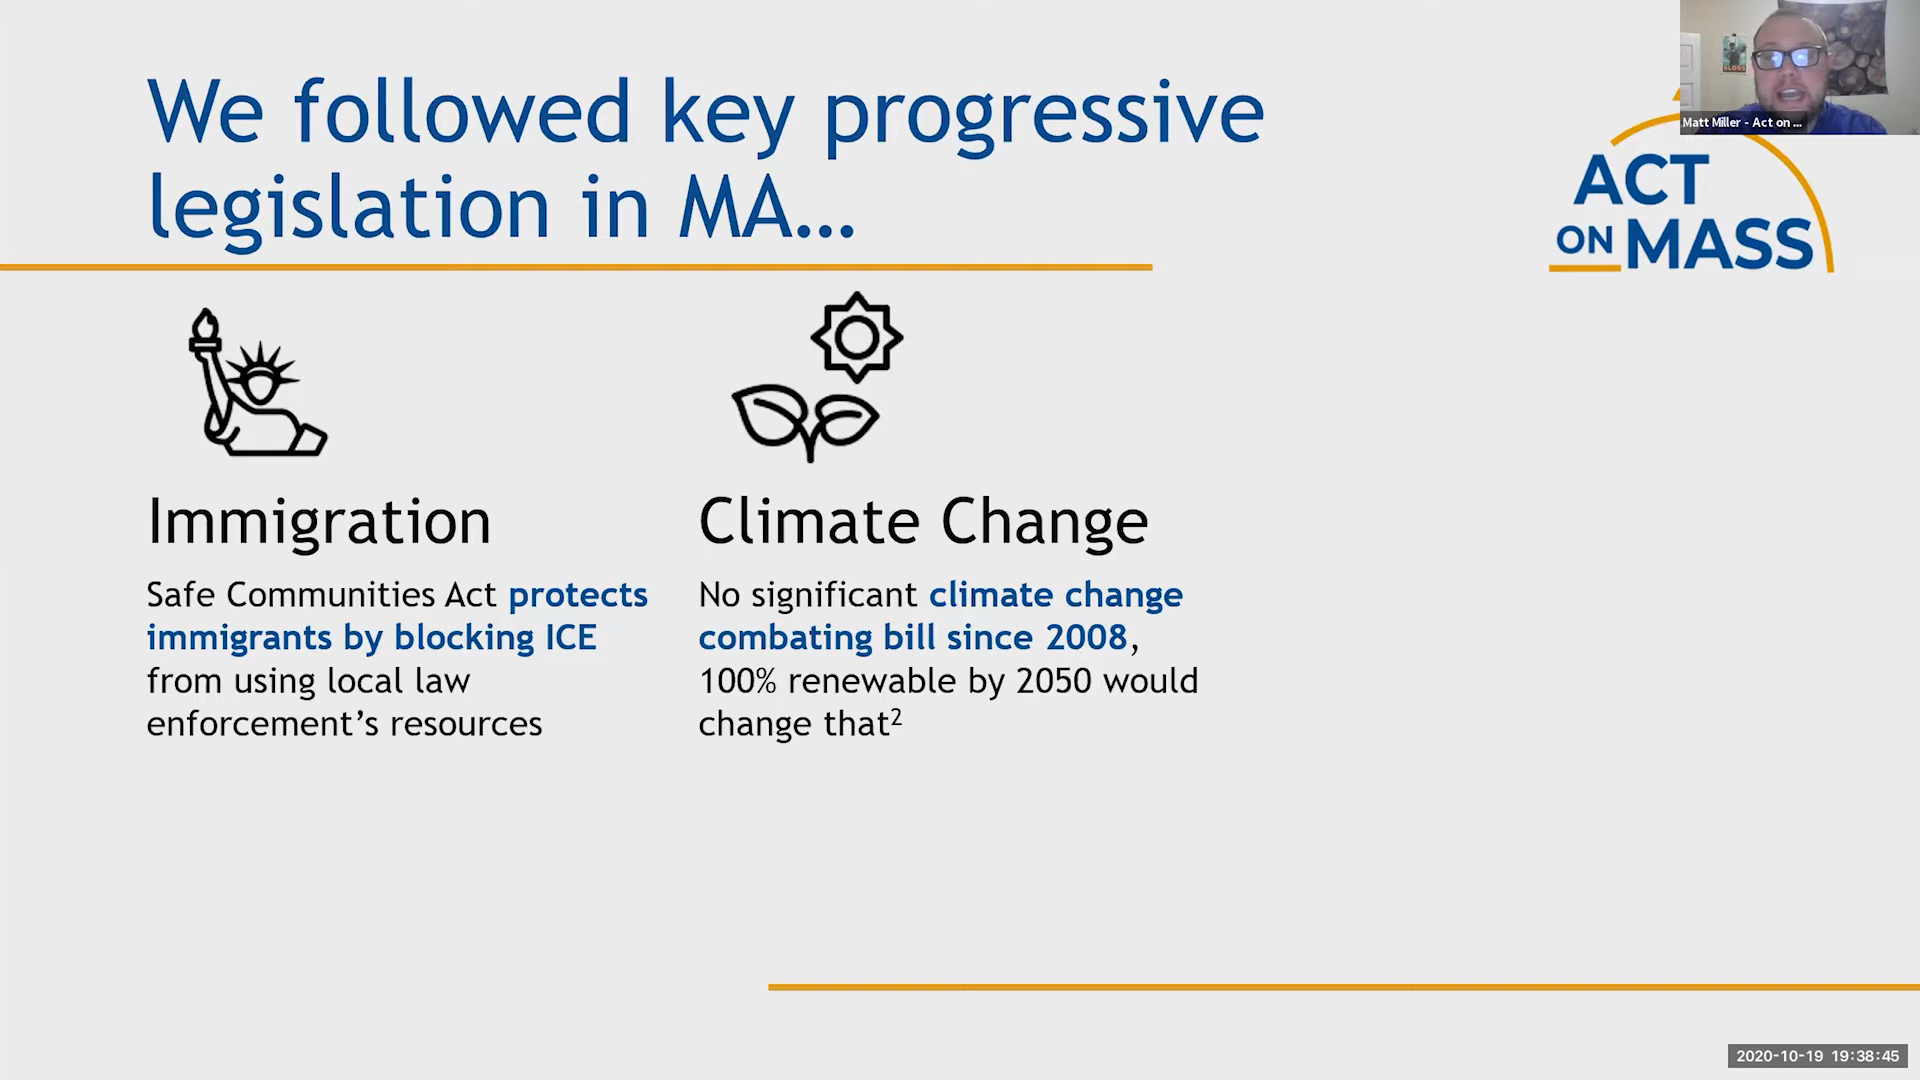 We followed key progressive
legislation in MA...
Matt Miller - Act on ...
ACT
ON MASS
Immigration
Safe Communities Act protects
immigrants by blocking ICE
from using local law
enforcement's resources
Climate Change
No significant climate change
combating bill since 2008,
100% renewable by 2050 would
change that²
2020-10-19 19:38:45